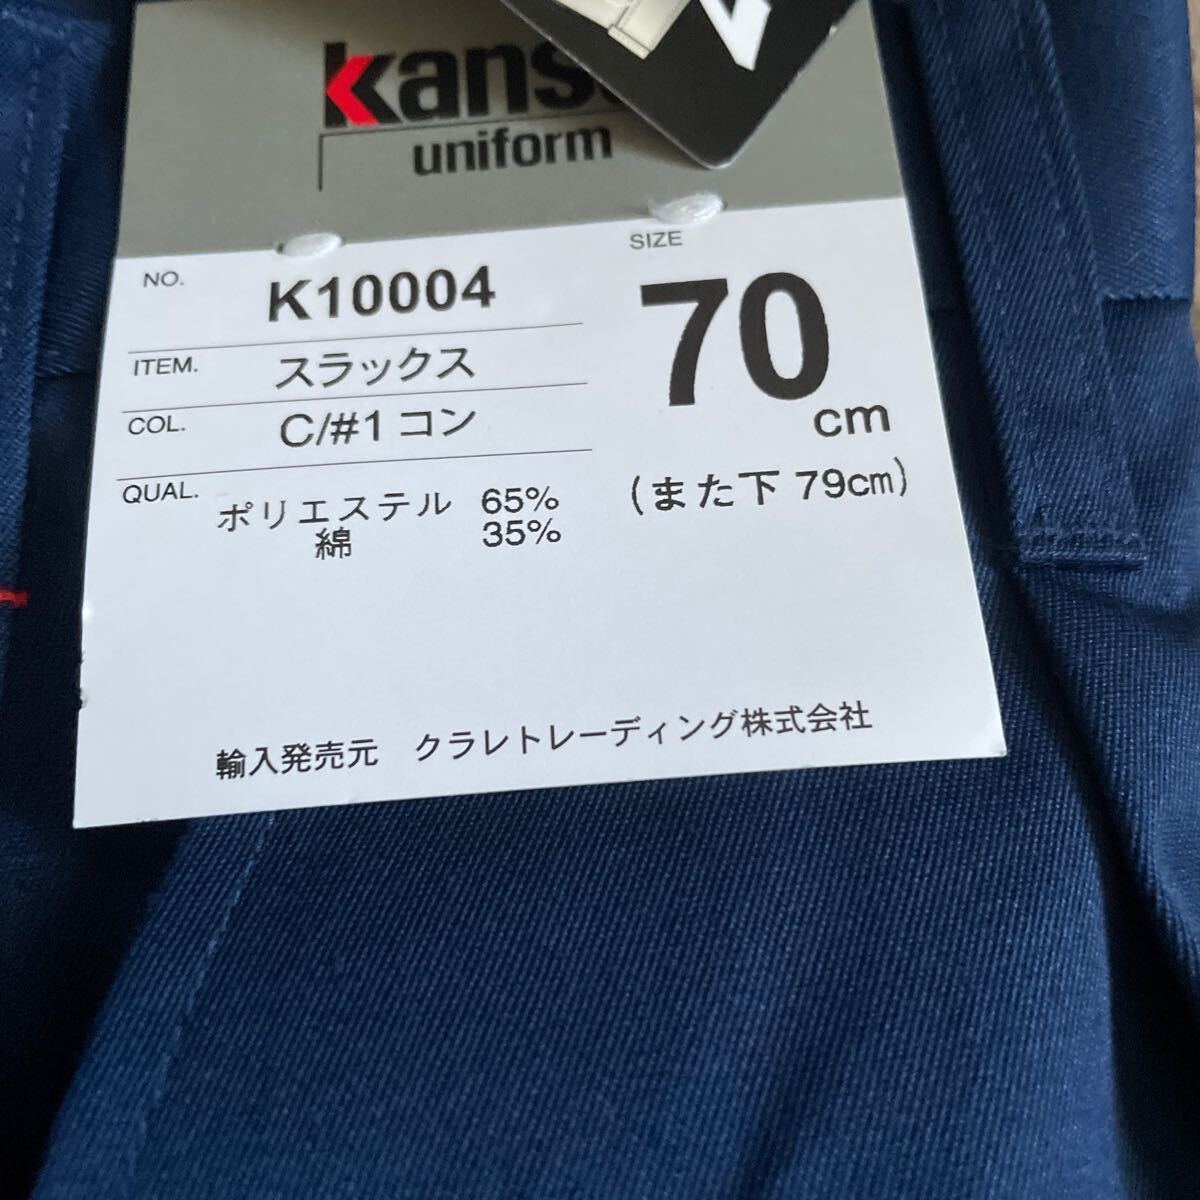 uniform
NO. K10004
ITEM. スラックス
COL. C/#1 コン
QUAL. ポリエステル 65%
綿 35%
SIZE
70 cm
(また下 79cm)
輸入発売元 クラレトレーディング株式会社